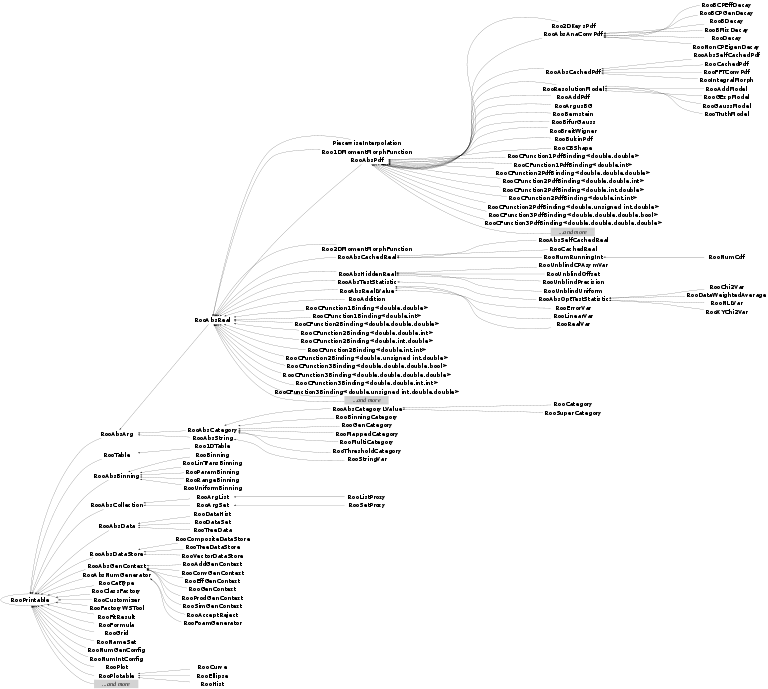 RooBCPEffDecay
RooBCPGenDecay
RooBDecay
RooBMixDecay
RooDecay
RooNonCPEigenDecay
Roo2DKeysPdf
RooAbsAnaConvPdf
RooAbsSelfCachedPdf
RooCachedPdf
RooFFTConvPdf
RooIntegralMorph
RooAbsCachedPdf
RooAddModel
RooGExpModel
RooGaussModel
RooTruthModel
RooResolutionModel
RooAddPdf
RooArgusBG
RooBernstein
RooBifurGauss
RooBreitWigner
RooBukinPdf
RooCBShape
RooCFunction1PdfBinding<double,double>
RooCFunction1PdfBinding<double,int>
RooCFunction2PdfBinding<double,double,double>
RooCFunction2PdfBinding<double,double,int>
RooCFunction2PdfBinding<double,int,double>
RooCFunction2PdfBinding<double,int,int>
RooCFunction2PdfBinding<double,unsigned int,double>
RooCFunction3PdfBinding<double,double,double,bool>
RooCFunction3PdfBinding<double,double,double,double>
...and more
PiecewiseInterpolation
Roo1DMomentMorphFunction
RooAbsPdf
Roo2DMomentMorphFunction
RooAbsCachedReal
RooAbsSelfCachedReal
RooCachedReal
RooNumRunningInt
RooNumCdf
RooAbsHiddenReal
RooUnblindCPAsymVar
RooUnblindOffset
RooUnblindPrecision
RooUnblindUniform
RooAbsTestStatistic
RooAbsOptTestStatistic
RooChi2Var
RooDataWeightedAverage
RooNLLVar
RooXYChi2Var
RooAbsRealLValue
RooErrorVar
RooLinearVar
RooRealVar
RooAddition
RooCFunction1Binding<double,double>
RooCFunction1Binding<double,int>
RooCFunction2Binding<double,double,double>
RooCFunction2Binding<double,double,int>
RooCFunction2Binding<double,int,double>
RooCFunction2Binding<double,int,int>
RooCFunction2Binding<double,unsigned int,double>
RooCFunction3Binding<double,double,double,bool>
RooCFunction3Binding<double,double,double,double>
RooCFunction3Binding<double,double,int,int>
RooCFunction3Binding<double,unsigned int,double,double>
...and more
RooAbsReal
RooAbsArg
RooAbsCategory
RooAbsCategoryLValue
RooCategory
RooSuperCategory
RooBinningCategory
RooGenCategory
RooMappedCategory
RooMultiCategory
RooThresholdCategory
RooAbsString
RooStringVar
RooTable
Roo1DTable
RooAbsBinning
RooBinning
RooLinTransBinning
RooParamBinning
RooRangeBinning
RooUniformBinning
RooAbsCollection
RooArgList
RooListProxy
RooArgSet
RooSetProxy
RooAbsData
RooDataHist
RooDataSet
RooTreeData
RooAbsDataStore
RooCompositeDataStore
RooTreeDataStore
RooVectorDataStore
RooAbsGenContext
RooAddGenContext
RooConvGenContext
RooEffGenContext
RooGenContext
RooProdGenContext
RooSimGenContext
RooAbsNumGenerator
RooAcceptReject
RooFoamGenerator
RooCatType
RooClassFactory
RooCustomizer
RooPrintable
RooFactoryWSTool
RooFitResult
RooFormula
RooGrid
RooNameSet
RooNumGenConfig
RooNumIntConfig
RooPlot
RooPlotable
RooCurve
RooEllipse
RooHist
...and more